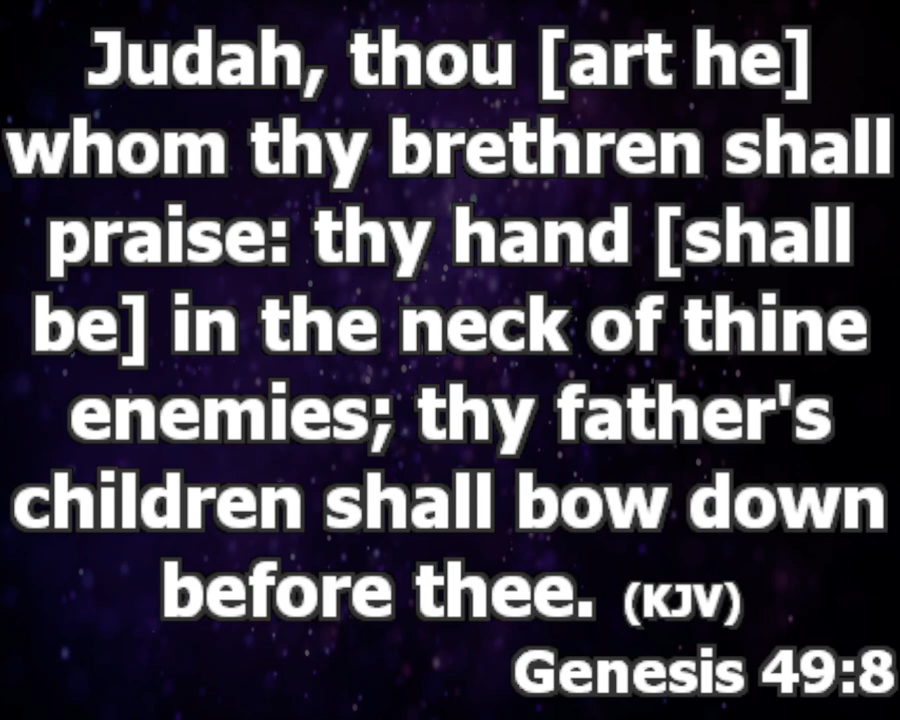 Judah, thou [art he]
whom thy brethren shall
praise: thy hand [shall
be] in the neck of thine
enemies; thy father's
children shall bow down
before thee. (KJV)
Genesis 49:8